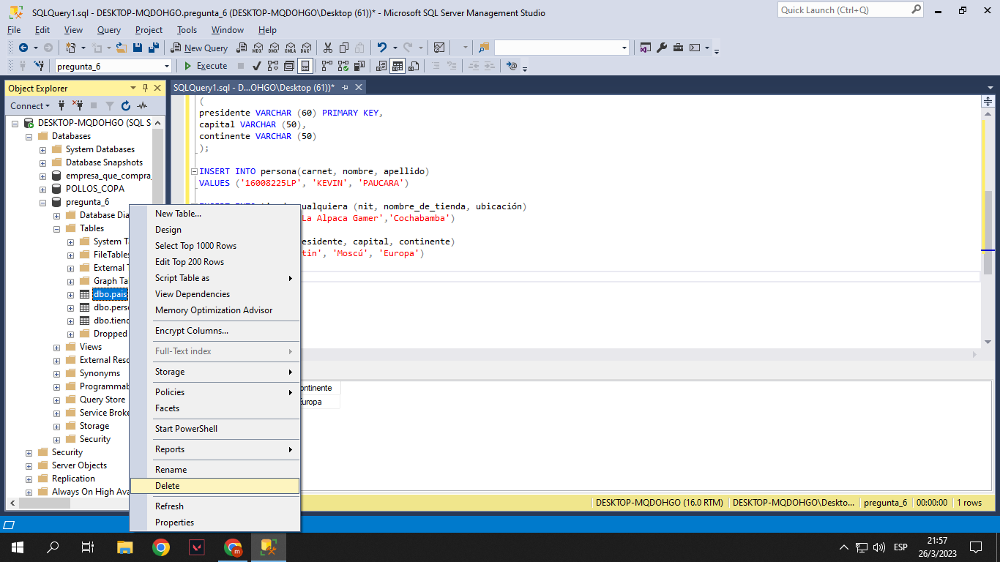 SQLQuery1.sql - DESKTOP-MQDOHGO.pregunta_6 (DESKTOP-MQDOHGO\Desktop (61))* - Microsoft SQL Server Management Studio
Quick Launch (Ctrl+Q)
File Edit View Query Project Tools Window Help
New Query MDX DMX XMLA DAX
pregunta_6 Execute
Object Explorer
SQLQuery1.sql - D...OHGO\Desktop (61))*
Connect
DESKTOP-MQDOHGO (SQL S
Databases
System Databases
Database Snapshots
empresa_que_compra_
POLLOS_COPA
pregunta_6
Database Dia
Tables
System T
FileTables
External T
Graph Ta
dbo.pais
dbo.perso
dbo.tiend
Dropped
Views
External Reso
Synonyms
Programmab
Query Store
Service Broke
Storage
Security
Security
Server Objects
Replication
Always On High Ava
(
presidente VARCHAR (60) PRIMARY KEY,
capital VARCHAR (50),
continente VARCHAR (50)
);
INSERT INTO persona(carnet, nombre, apellido)
VALUES ('16008225LP', 'KEVIN', 'PAUCARA')
ualquiera (nit, nombre_de_tienda, ubicación)
La Alpaca Gamer','Cochabamba')
esidente, capital, continente)
tin', 'Moscú', 'Europa')
New Table...
Design
Select Top 1000 Rows
Edit Top 200 Rows
Script Table as
View Dependencies
Memory Optimization Advisor
Encrypt Columns...
Full-Text index
Storage
Policies
Facets
Start PowerShell
Reports
Rename
Delete
Refresh
Properties
ontinente
Europa
DESKTOP-MQDOHGO (16.0 RTM) DESKTOP-MQDOHGO\Deskto... pregunta_6 00:00:00 1 rows
ESP
21:57
26/3/2023